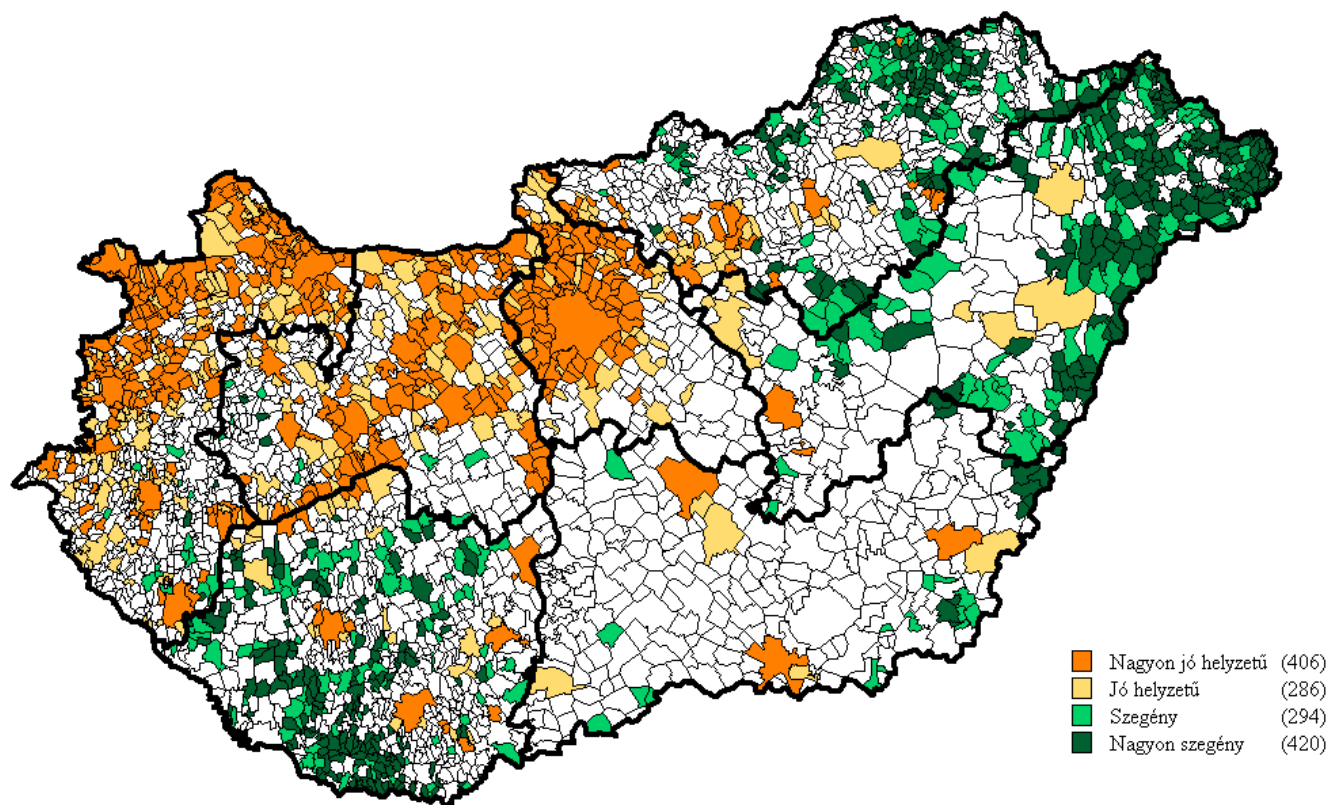 Nagyon jó helyzetű (406)
Jó helyzetű (286)
Szegény (294)
Nagyon szegény (420)